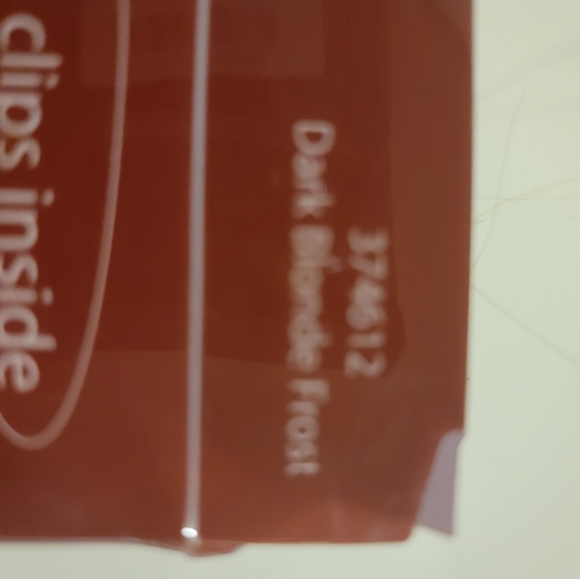 374612
Dark Blonde Frost
clips inside